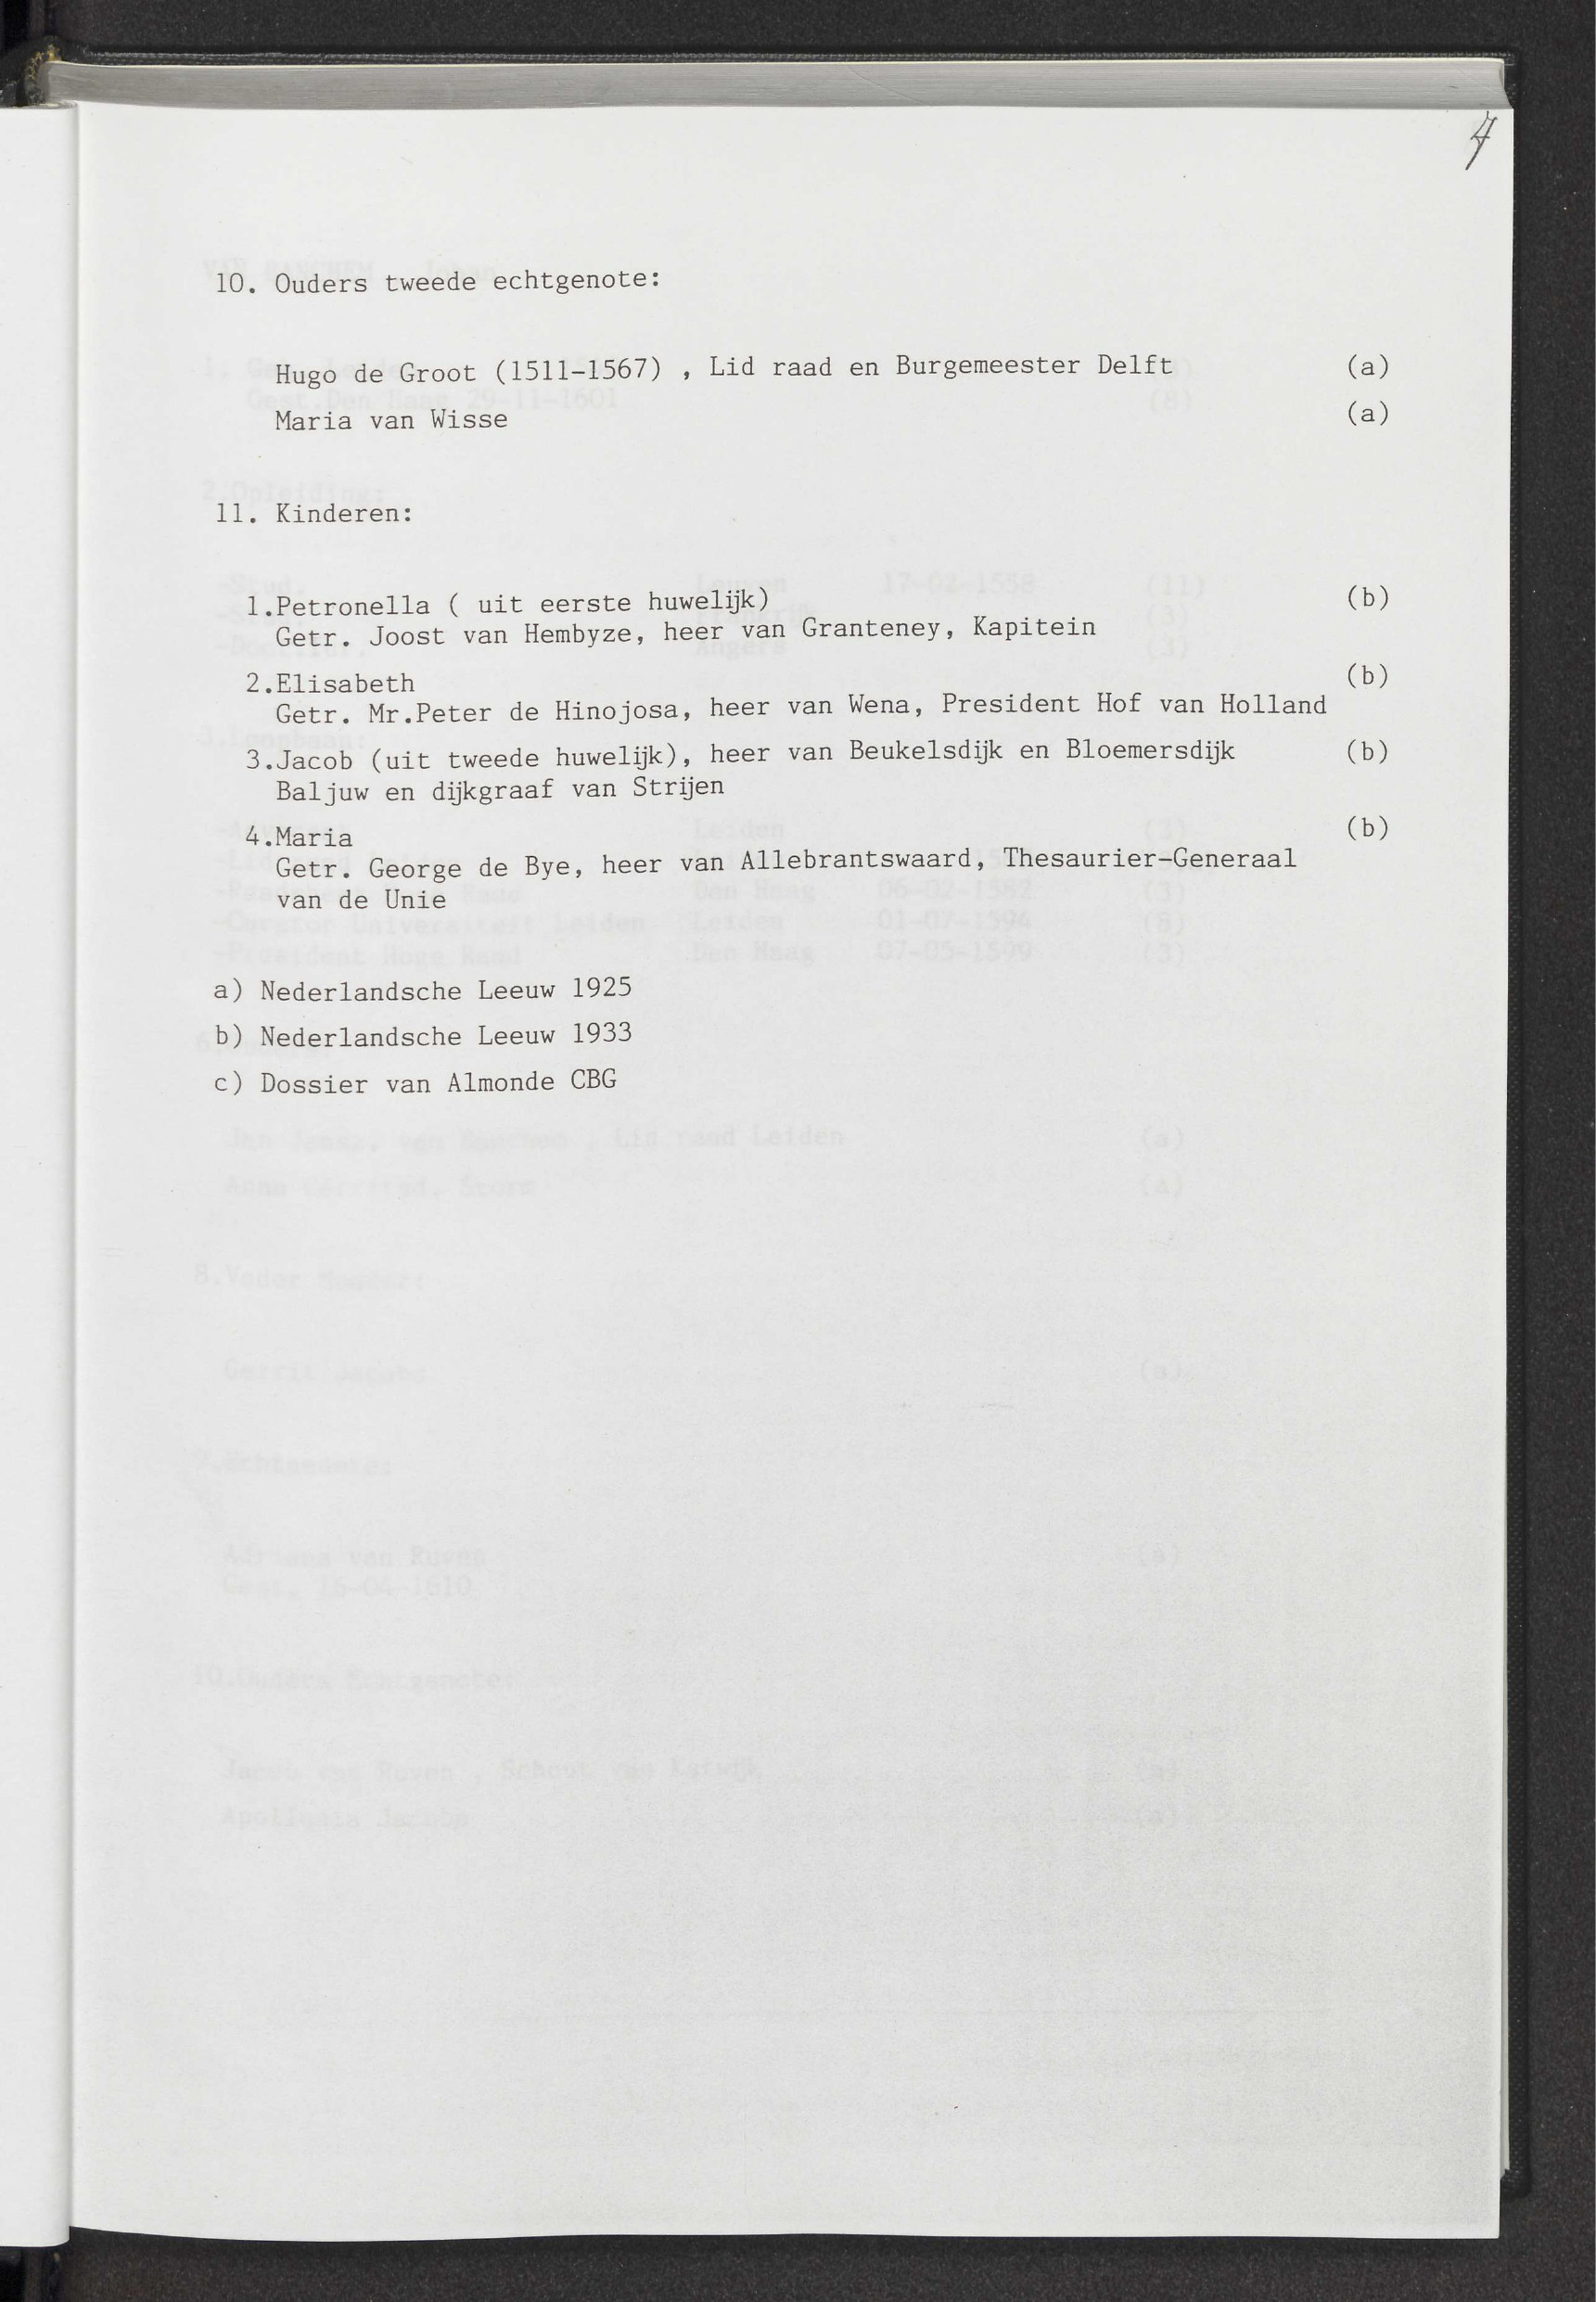 7
10. Ouders tweede echtgenote:
Hugo de Groot (1511-1567) , Lid raad en Burgemeester Delft (a)
Maria van Wisse (a)
11. Kinderen:
1.Petronella ( uit eerste huwelijk) (b)
Getr. Joost van Hembyze, heer van Granteney, Kapitein
2.Elisabeth (b)
Getr. Mr.Peter de Hinojosa, heer van Wena, President Hof van Holland
3.Jacob (uit tweede huwelijk), heer van Beukelsdijk en Bloemersdijk (b)
Baljuw en dijkgraaf van Strijen
4.Maria (b)
Getr. George de Bye, heer van Allebrantswaard, Thesaurier-Generaal
van de Unie
a) Nederlandsche Leeuw 1925
b) Nederlandsche Leeuw 1933
c) Dossier van Almonde CBG